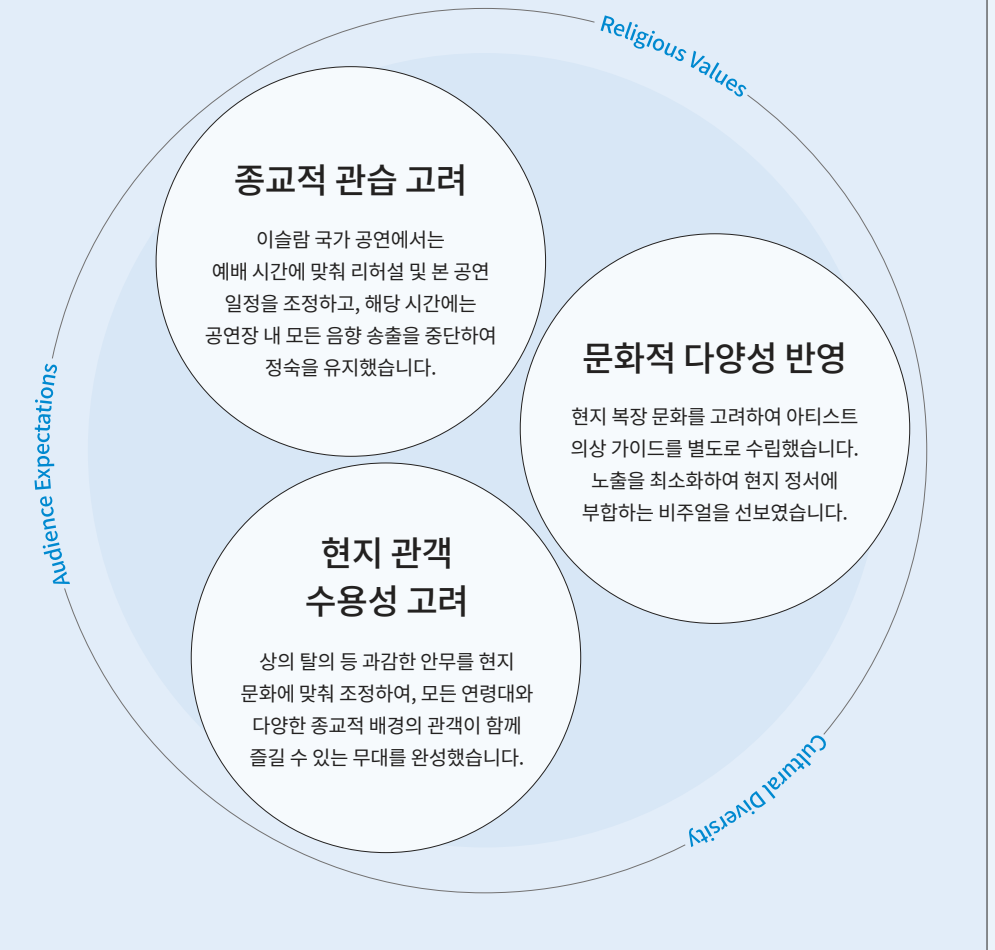 Religious Values
종교적 관습 고려
이슬람 국가 공연에서는
예배 시간에 맞춰 리허설 및 본 공연
일정을 조정하고, 해당 시간에는
공연장 내 모든 음향 송출을 중단하여
정숙을 유지했습니다.
문화적 다양성 반영
현지 복장 문화를 고려하여 아티스트
의상 가이드를 별도로 수립했습니다.
노출을 최소화하여 현지 정서에
부합하는 비주얼을 선보였습니다.
Audience Expectations
현지 관객
수용성 고려
상의 탈의 등 과감한 안무를 현지
문화에 맞춰 조정하여, 모든 연령대와
다양한 종교적 배경의 관객이 함께
즐길 수 있는 무대를 완성했습니다.
Cultural Diversity